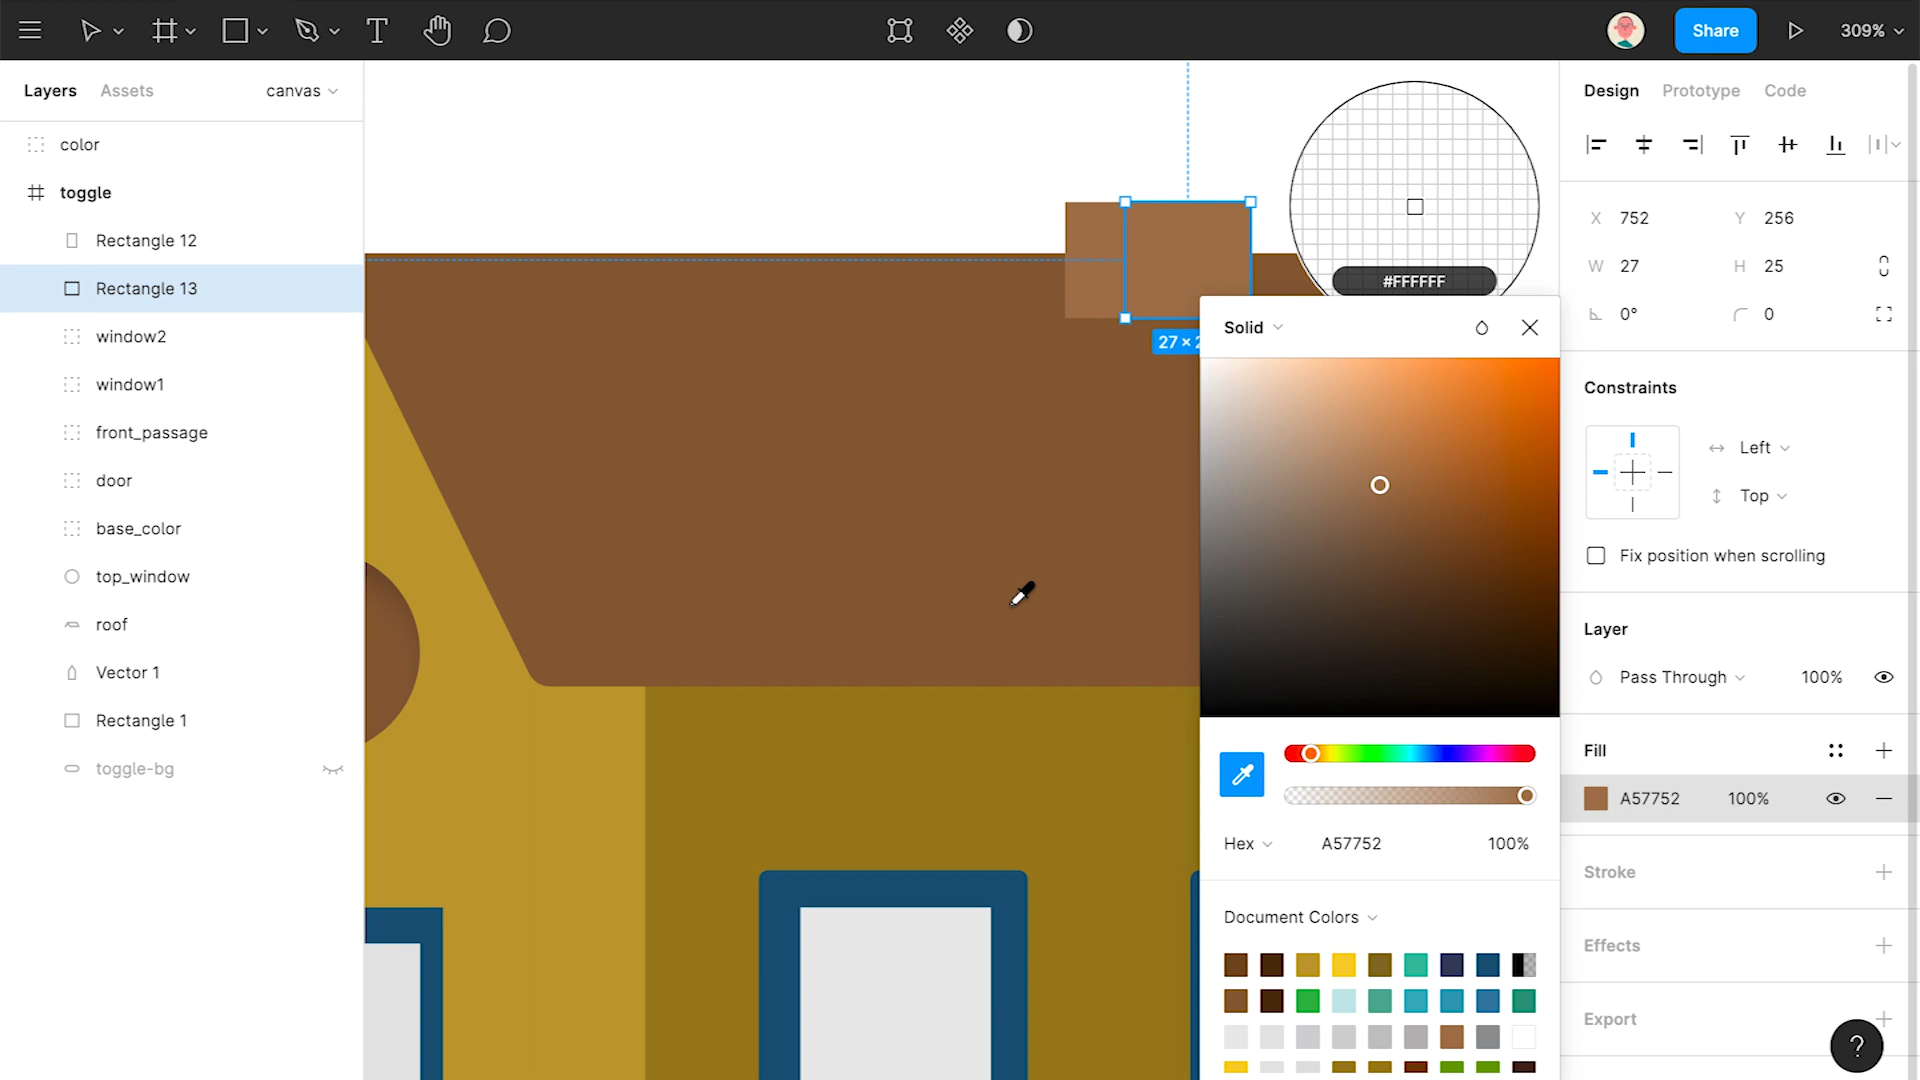 Share
309%
Layers
Assets
canvas
color
toggle
Rectangle 12
Rectangle 13
window2
window1
front_passage
door
base_color
top_window
roof
Vector 1
Rectangle 1
toggle-bg
#FFFFFF
Solid
Hex
A57752
100%
Document Colors
Design
Prototype
Code
X 752
Y 256
W 27
H 25
0°
0
Constraints
Left
Top
Fix position when scrolling
Layer
Pass Through
100%
Fill
A57752
100%
Stroke
Effects
Export
?